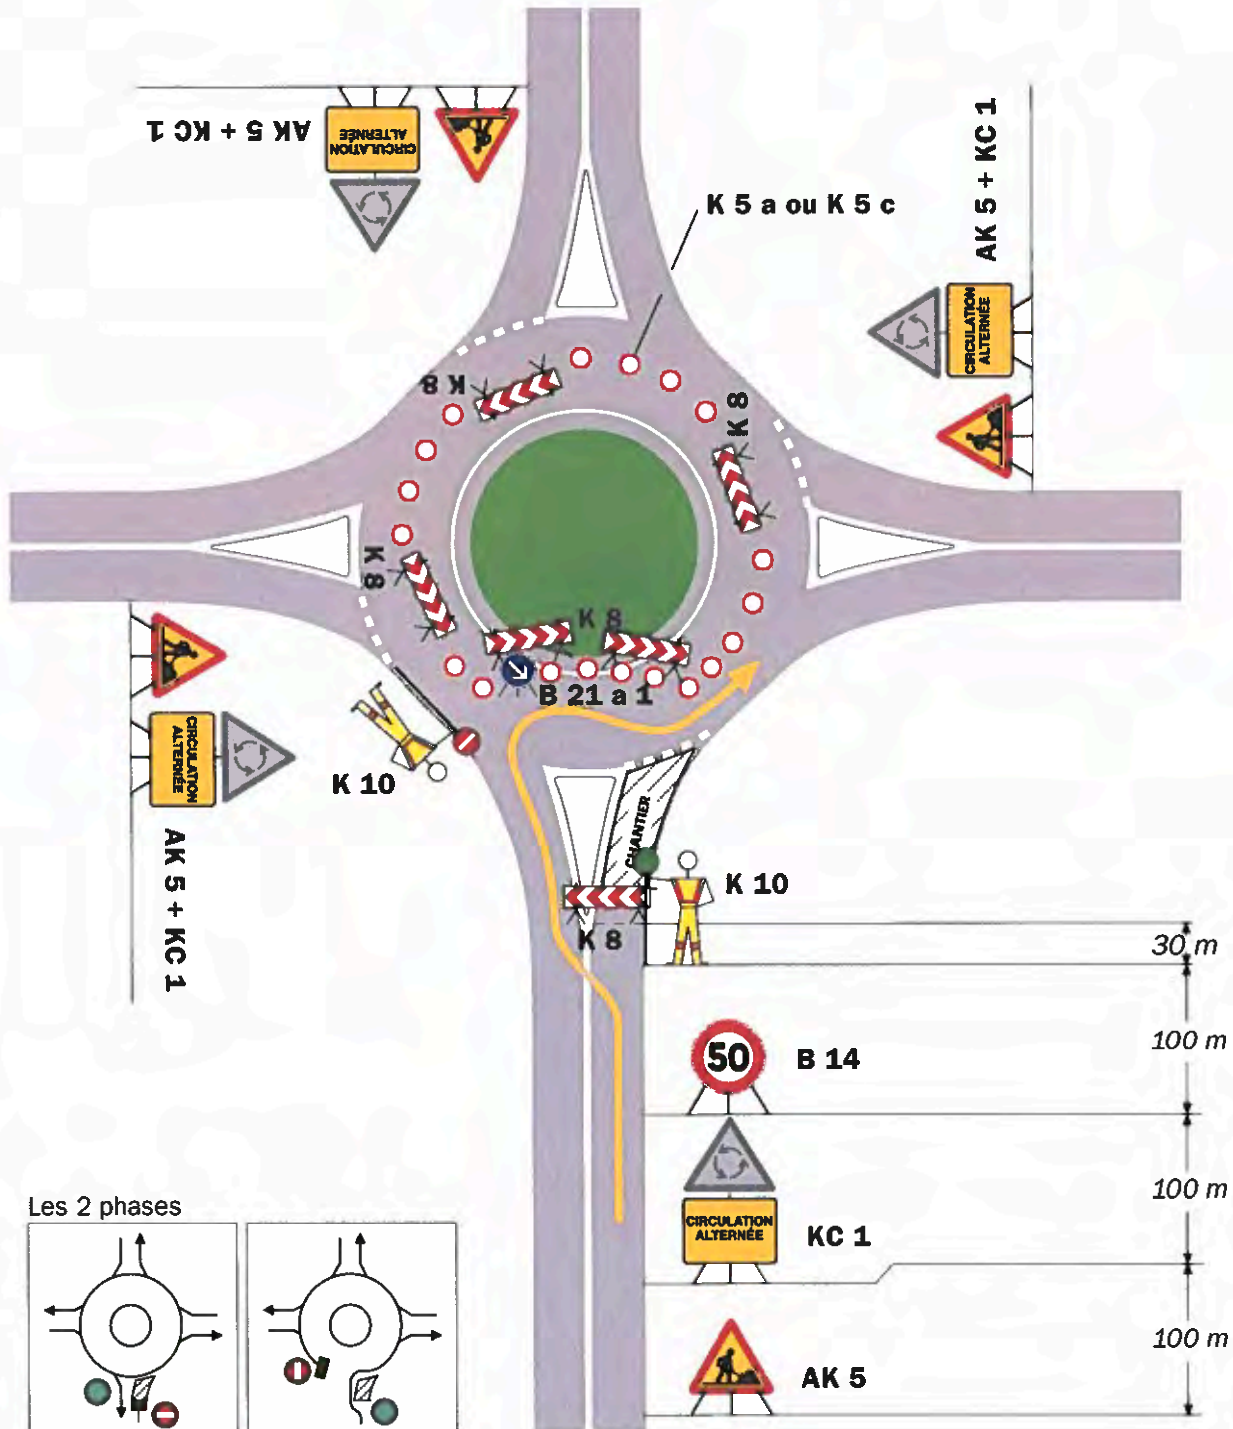 AK 5 + KC 1
CIRCULATION
ALTERNÉE
K 5 a ou K 5 c
AK 5 + KC 1
CIRCULATION
ALTERNÉE
K 8
K 8
K 8
K 8
B 21 a 1
K 10
CIRCULATION
ALTERNÉE
AK 5 + KC 1
CHANTIER
K 10
K 8
30 m
100 m
50
B 14
100 m
CIRCULATION
ALTERNÉE
KC 1
100 m
AK 5
Les 2 phases